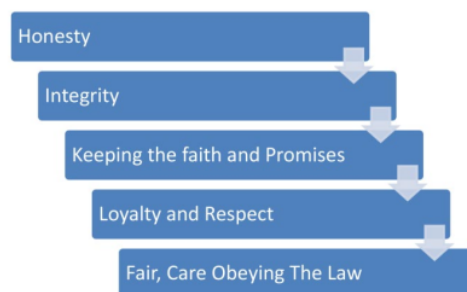 Honesty
Integrity
Keeping the faith and Promises
Loyalty and Respect
Fair, Care Obeying The Law